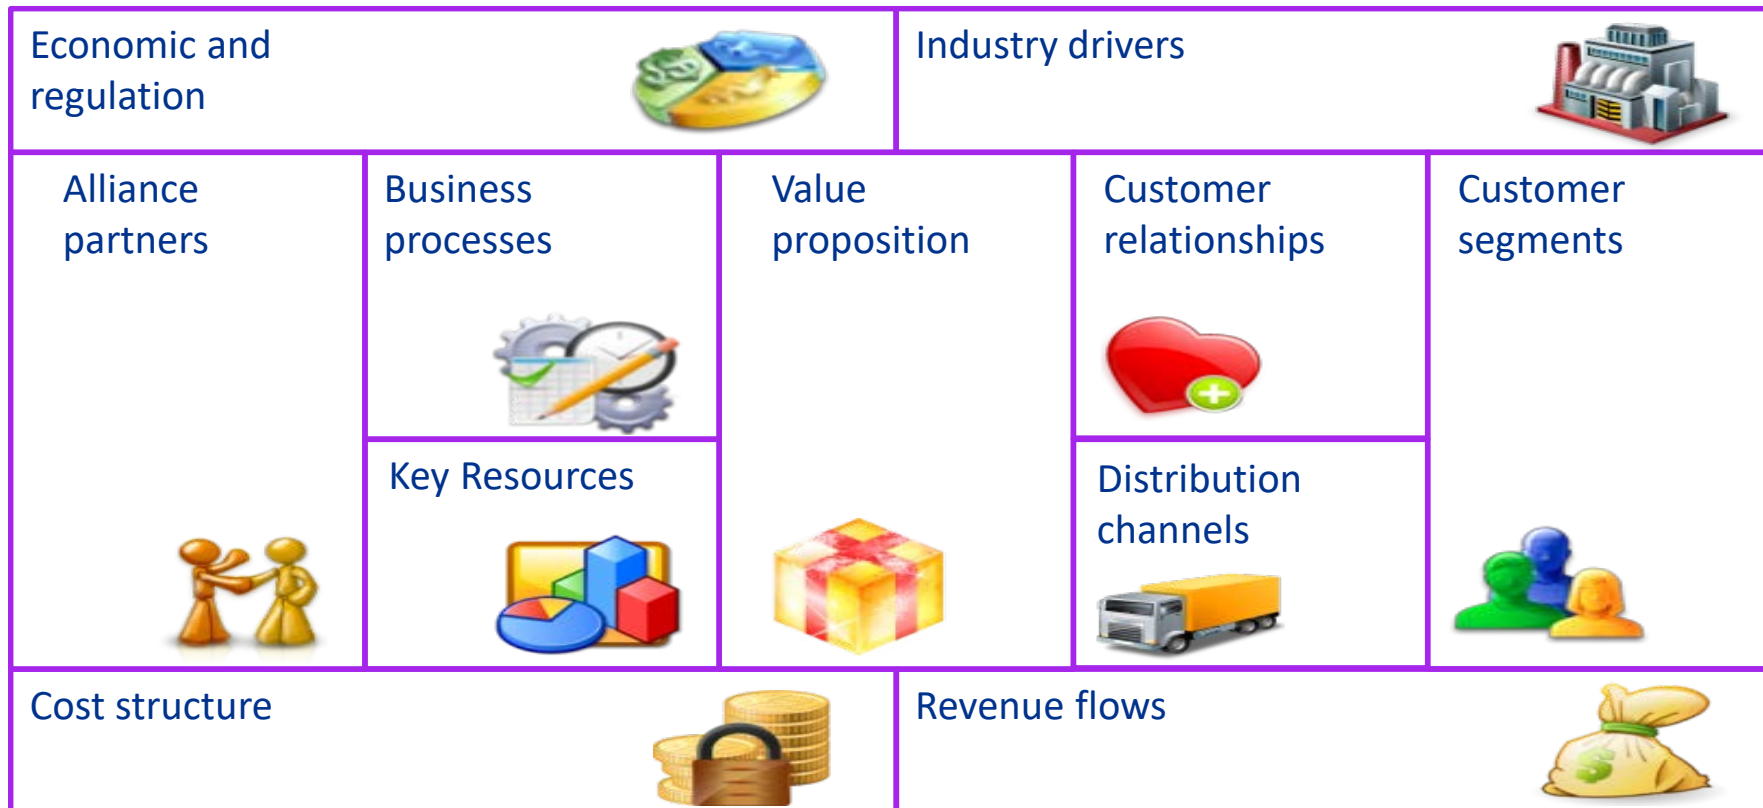 Economic and
regulation
Industry drivers
Alliance
partners
Business
processes
Value
proposition
Customer
relationships
Customer
segments
Key Resources
Distribution
channels
Cost structure
Revenue flows